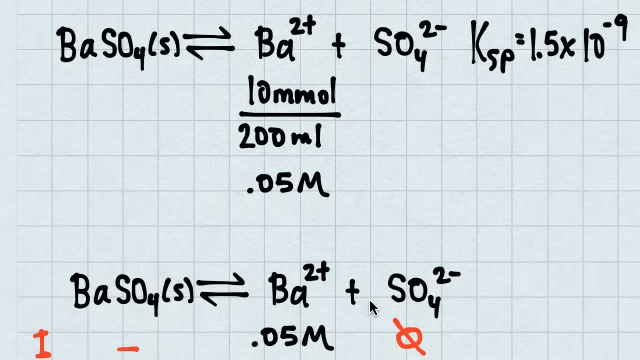 BaSO₄(s) ⇌ Ba²⁺ + SO₄²⁻ Ksp = 1.5x10⁻⁹
10mmol
200ml
.05M
BaSO₄(s) ⇌ Ba²⁺ + SO₄²⁻
I – .05M ∅